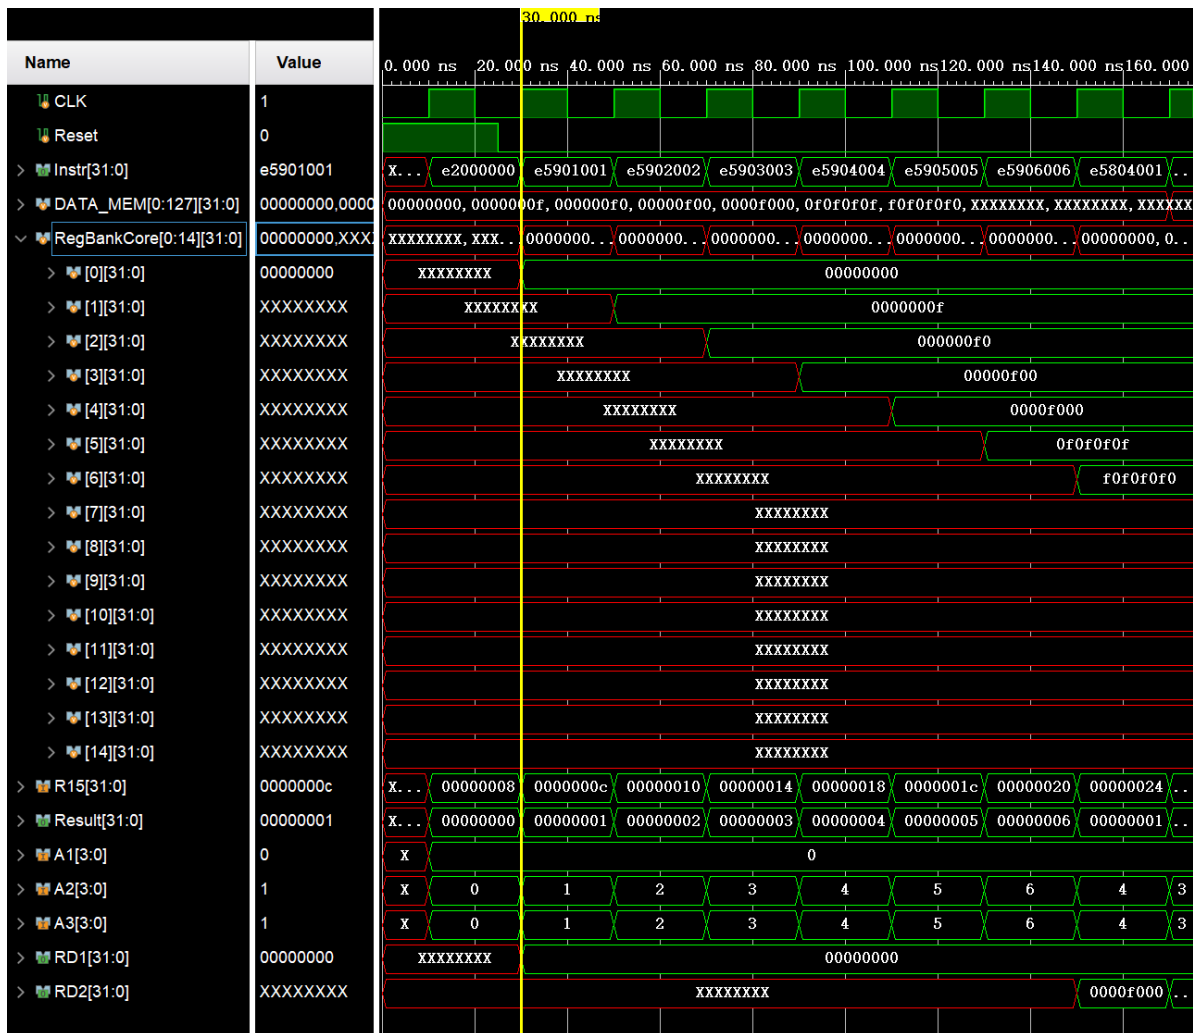 30.000 ns
Name Value 0.000 ns 20.000 ns 40.000 ns 60.000 ns 80.000 ns 100.000 ns 120.000 ns 140.000 ns 160.000
CLK 1
Reset 0
Instr[31:0] e5901001 X... e2000000 e5901001 e5902002 e5903003 e5904004 e5905005 e5906006 e5804001 ..
DATA_MEM[0:127][31:0] 00000000,0000 00000000, 0000000f, 000000f0, 00000f00, 0000f000, 0f0f0f0f, f0f0f0f0, XXXXXXXX, XXXXXXXX, XXXXX
RegBankCore[0:14][31:0] 00000000,XXX XXXXXXXX, XXX... 0000000... 0000000... 0000000... 0000000... 0000000... 0000000... 00000000, 0..
[0][31:0] 00000000 XXXXXXXX 00000000
[1][31:0] XXXXXXXX XXXXXXXX 0000000f
[2][31:0] XXXXXXXX XXXXXXXX 000000f0
[3][31:0] XXXXXXXX XXXXXXXX 00000f00
[4][31:0] XXXXXXXX XXXXXXXX 0000f000
[5][31:0] XXXXXXXX XXXXXXXX 0f0f0f0f
[6][31:0] XXXXXXXX XXXXXXXX f0f0f0f0
[7][31:0] XXXXXXXX XXXXXXXX
[8][31:0] XXXXXXXX XXXXXXXX
[9][31:0] XXXXXXXX XXXXXXXX
[10][31:0] XXXXXXXX XXXXXXXX
[11][31:0] XXXXXXXX XXXXXXXX
[12][31:0] XXXXXXXX XXXXXXXX
[13][31:0] XXXXXXXX XXXXXXXX
[14][31:0] XXXXXXXX XXXXXXXX
R15[31:0] 0000000c X... 00000008 0000000c 00000010 00000014 00000018 0000001c 00000020 00000024 ..
Result[31:0] 00000001 X... 00000000 00000001 00000002 00000003 00000004 00000005 00000006 00000001 ..
A1[3:0] 0 X 0
A2[3:0] 1 X 0 1 2 3 4 5 6 4 3
A3[3:0] 1 X 0 1 2 3 4 5 6 4 3
RD1[31:0] 00000000 XXXXXXXX 00000000
RD2[31:0] XXXXXXXX XXXXXXXX 0000f000 ..